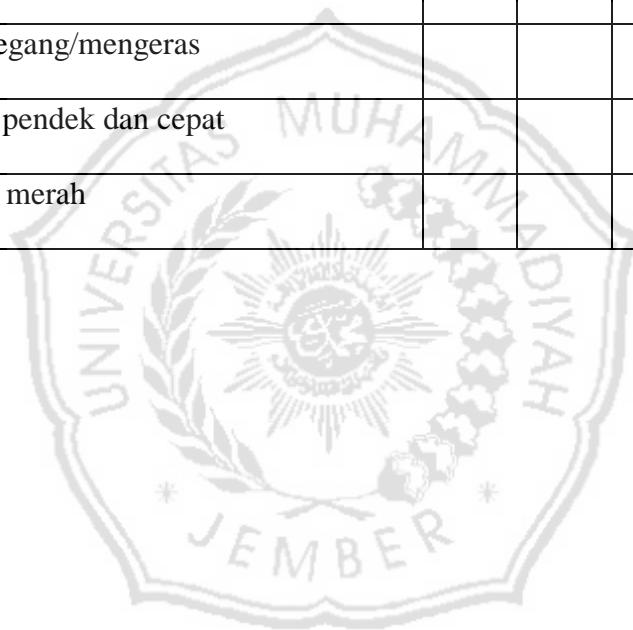 egang/mengeras
pendek dan cepat
merah
UNIVERSITAS MUHAMMADIYAH
* JEMBER *